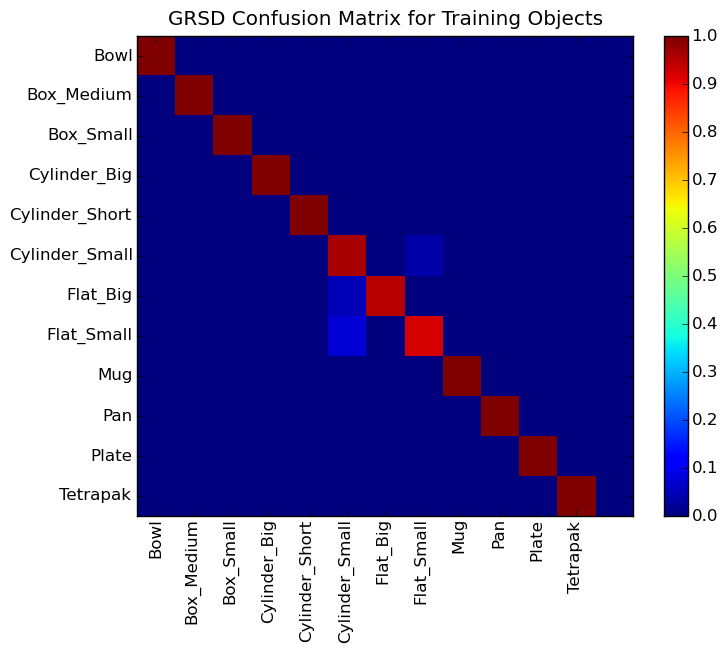 GRSD Confusion Matrix for Training Objects
Bowl
Box_Medium
Box_Small
Cylinder_Big
Cylinder_Short
Cylinder_Small
Flat_Big
Flat_Small
Mug
Pan
Plate
Tetrapak
Bowl
Box_Medium
Box_Small
Cylinder_Big
Cylinder_Short
Cylinder_Small
Flat_Big
Flat_Small
Mug
Pan
Plate
Tetrapak
1.0
0.9
0.8
0.7
0.6
0.5
0.4
0.3
0.2
0.1
0.0